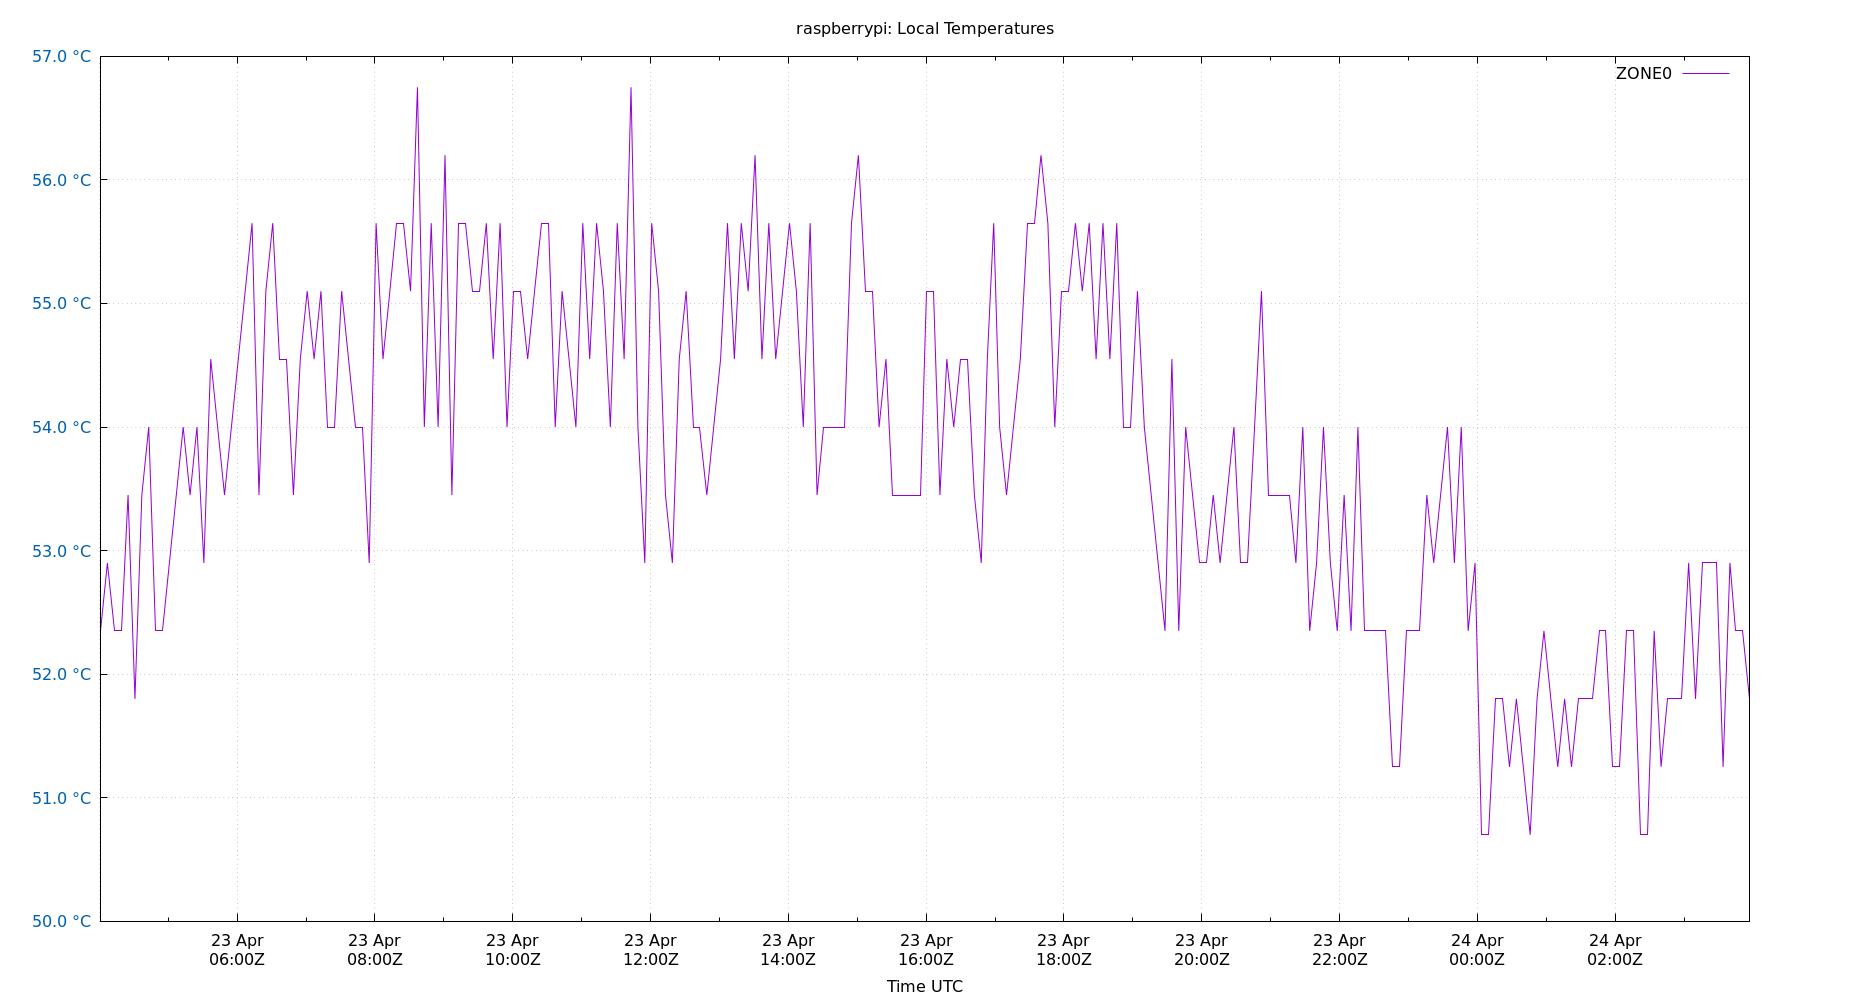 raspberrypi: Local Temperatures
57.0 °C
ZONE0
56.0 °C
55.0 °C
54.0 °C
53.0 °C
52.0 °C
51.0 °C
50.0 °C
23 Apr 23 Apr 23 Apr 23 Apr 23 Apr 23 Apr 23 Apr 23 Apr 23 Apr 24 Apr 24 Apr
06:00Z 08:00Z 10:00Z 12:00Z 14:00Z 16:00Z 18:00Z 20:00Z 22:00Z 00:00Z 02:00Z
Time UTC